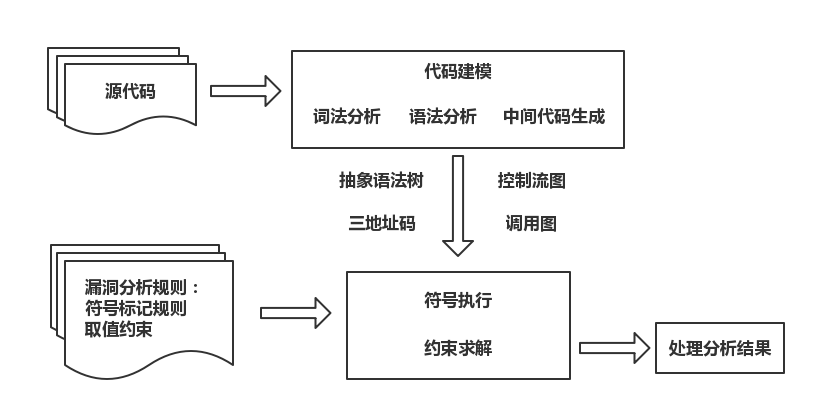 源代码
代码建模
词法分析 语法分析 中间代码生成
抽象语法树 控制流图
三地址码 调用图
漏洞分析规则：
符号标记规则
取值约束
符号执行
约束求解
处理分析结果